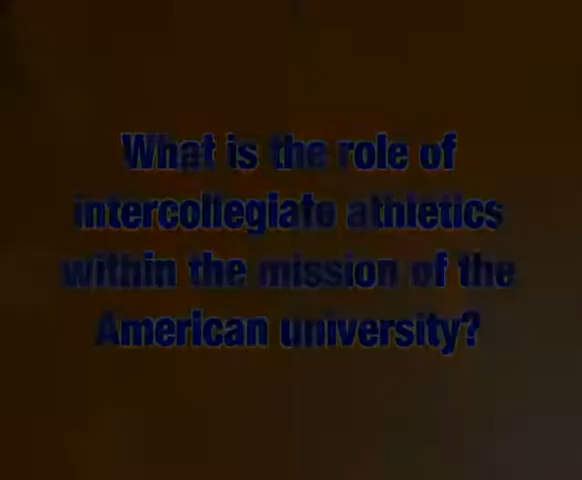 What is the role of
intercollegiate athletics
within the mission of the
American university?